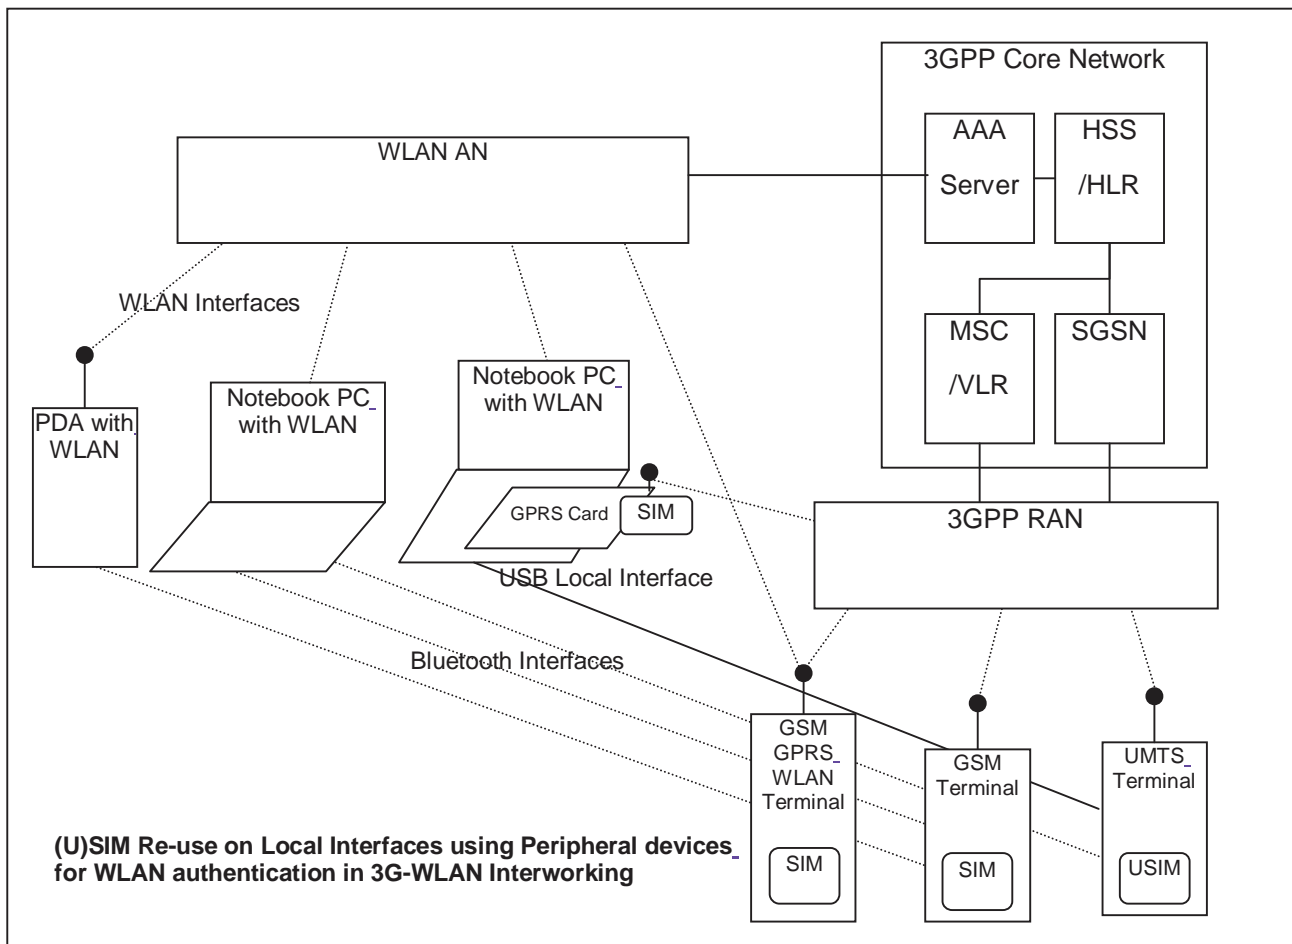 3GPP Core Network
AAA
Server
HSS
/HLR
WLAN AN
WLAN Interfaces
MSC
/VLR
SGSN
PDA with
WLAN
Notebook PC
with WLAN
Notebook PC
with WLAN
GPRS Card
SIM
3GPP RAN
USB Local Interface
Bluetooth Interfaces
GSM
GPRS
WLAN
Terminal
SIM
GSM
Terminal
SIM
UMTS
Terminal
USIM
(U)SIM Re-use on Local Interfaces using Peripheral devices
for WLAN authentication in 3G-WLAN Interworking